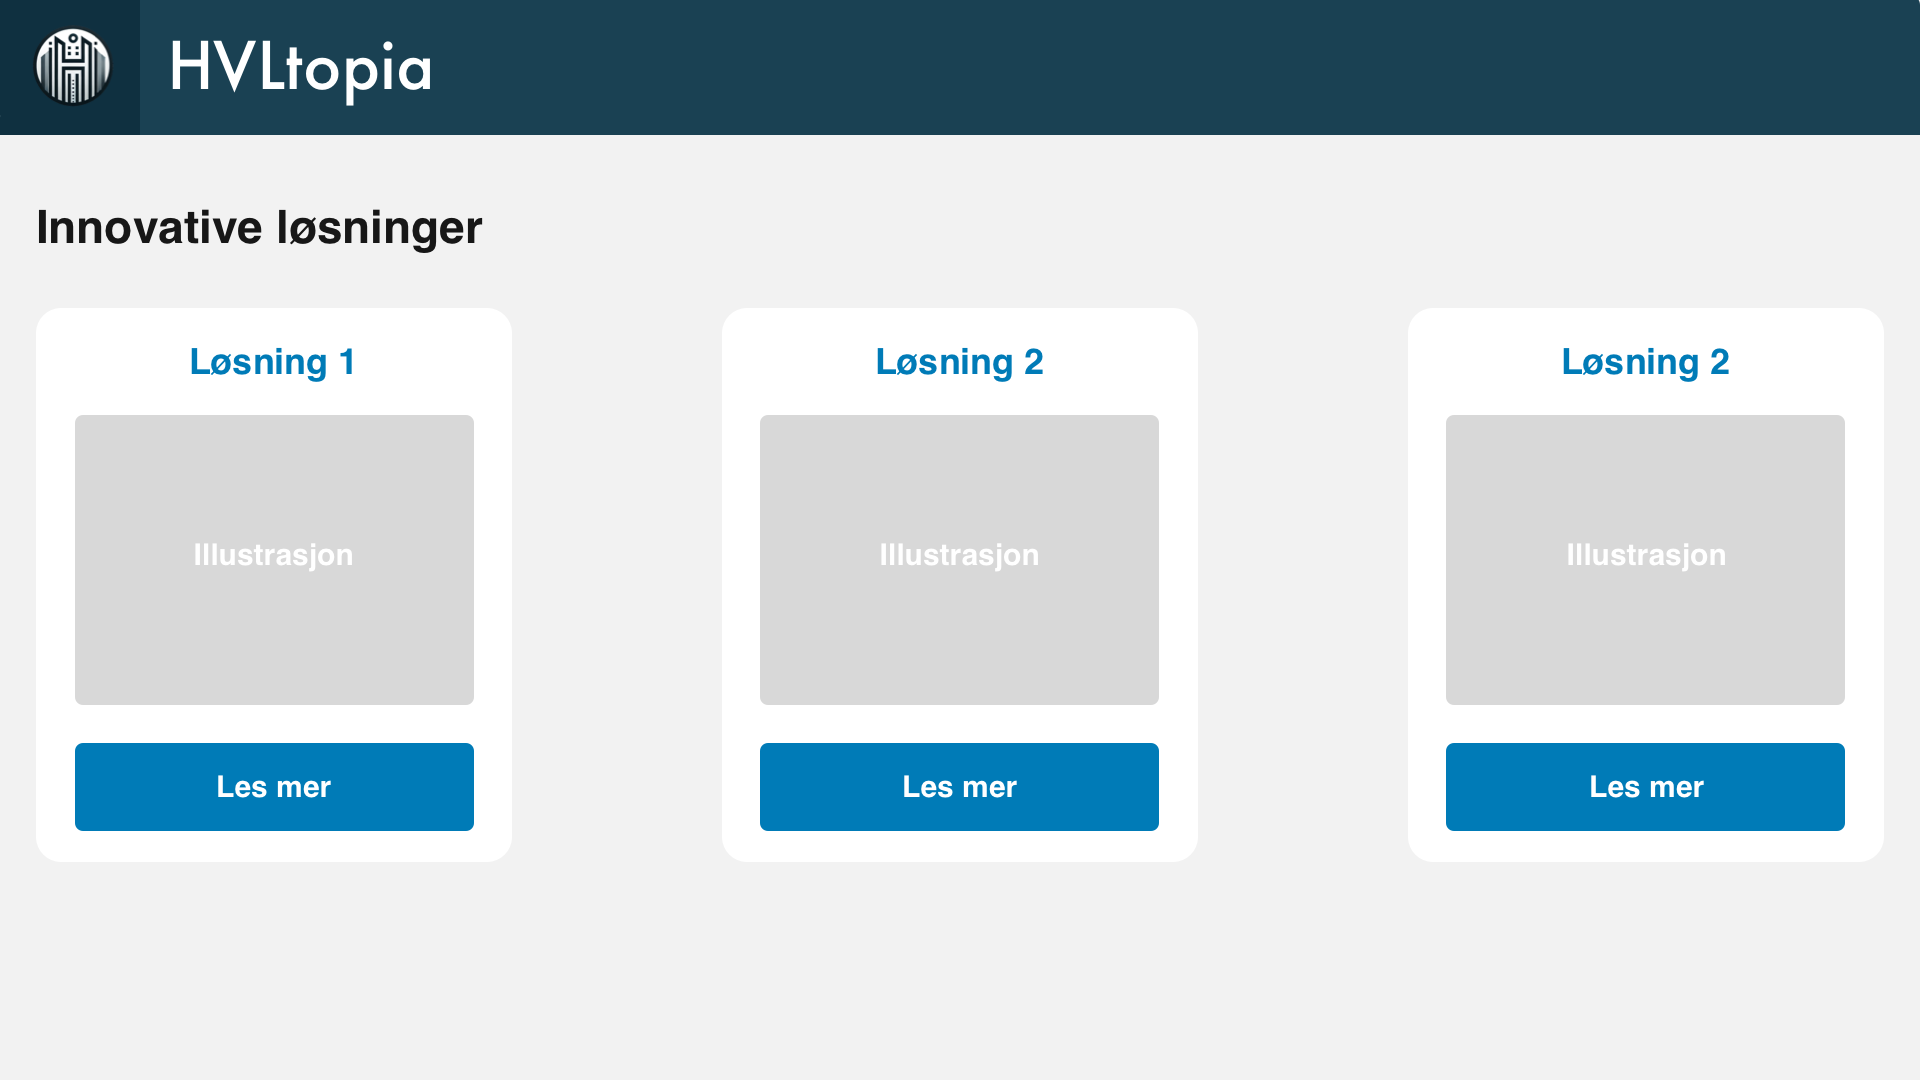 HVLtopia
Innovative løsninger
Løsning 1
Illustrasjon
Les mer
Løsning 2
Illustrasjon
Les mer
Løsning 2
Illustrasjon
Les mer